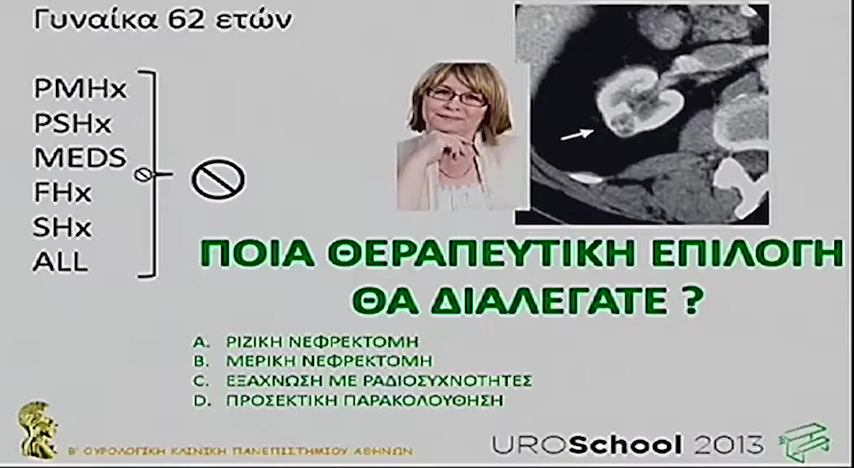 Γυναίκα 62 ετών
PMHx
PSHx
MEDS
FHx
SHx
ALL
ΠΟΙΑ ΘΕΡΑΠΕΥΤΙΚΗ ΕΠΙΛΟΓΗ
ΘΑ ΔΙΑΛΕΓΑΤΕ ?
A. ΡΙΖΙΚΗ ΝΕΦΡΕΚΤΟΜΗ
B. ΜΕΡΙΚΗ ΝΕΦΡΕΚΤΟΜΗ
C. ΕΞΑΧΝΩΣΗ ΜΕ ΡΑΔΙΟΣΥΧΝΟΤΗΤΕΣ
D. ΠΡΟΣΕΚΤΙΚΗ ΠΑΡΑΚΟΛΟΥΘΗΣΗ
Β' ΟΥΡΟΛΟΓΙΚΗ ΚΛΙΝΙΚΗ ΠΑΝΕΠΙΣΤΗΜΙΟΥ ΑΘΗΝΩΝ
UROSchool 2013